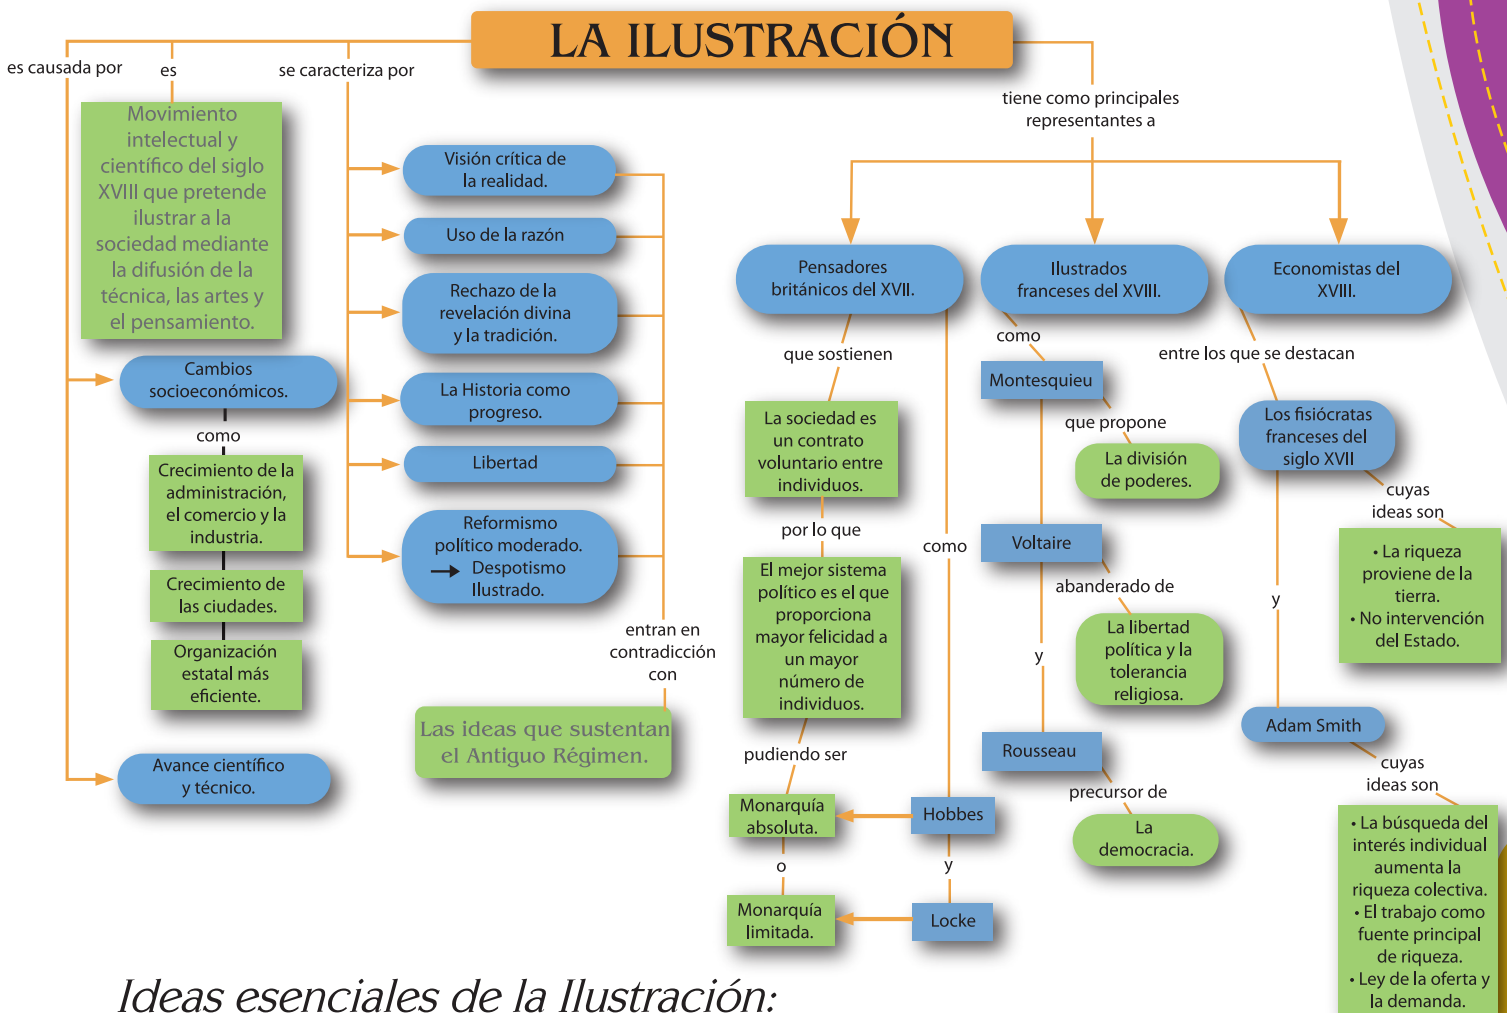 LA ILUSTRACIÓN
es causada por
es
se caracteriza por
tiene como principales
representantes a
Movimiento
intelectual y
científico del siglo
XVIII que pretende
ilustrar a la
sociedad mediante
la difusión de la
técnica, las artes y
el pensamiento.
Cambios
socioeconómicos.
como
Crecimiento de la
administración,
el comercio y la
industria.
Crecimiento de
las ciudades.
Organización
estatal más
eficiente.
Avance científico
y técnico.
Visión crítica de
la realidad.
Uso de la razón
Rechazo de la
revelación divina
y la tradición.
La Historia como
progreso.
Libertad
Reformismo
político moderado.
→ Despotismo
Ilustrado.
entran en
contradicción
con
Las ideas que sustentan
el Antiguo Régimen.
Pensadores
británicos del XVII.
que sostienen
La sociedad es
un contrato
voluntario entre
individuos.
por lo que
El mejor sistema
político es el que
proporciona
mayor felicidad a
un mayor
número de
individuos.
pudiendo ser
Monarquía
absoluta.
o
Monarquía
limitada.
como
Hobbes
y
Locke
Ilustrados
franceses del XVIII.
como
Montesquieu
que propone
La división
de poderes.
Voltaire
abanderado de
La libertad
política y la
tolerancia
religiosa.
y
Rousseau
precursor de
La
democracia.
Economistas del
XVIII.
entre los que se destacan
Los fisiócratas
franceses del
siglo XVII
cuyas
ideas son
• La riqueza
proviene de la
tierra.
• No intervención
del Estado.
y
Adam Smith
cuyas
ideas son
• La búsqueda del
interés individual
aumenta la
riqueza colectiva.
• El trabajo como
fuente principal
de riqueza.
• Ley de la oferta y
la demanda.
Ideas esenciales de la Ilustración: